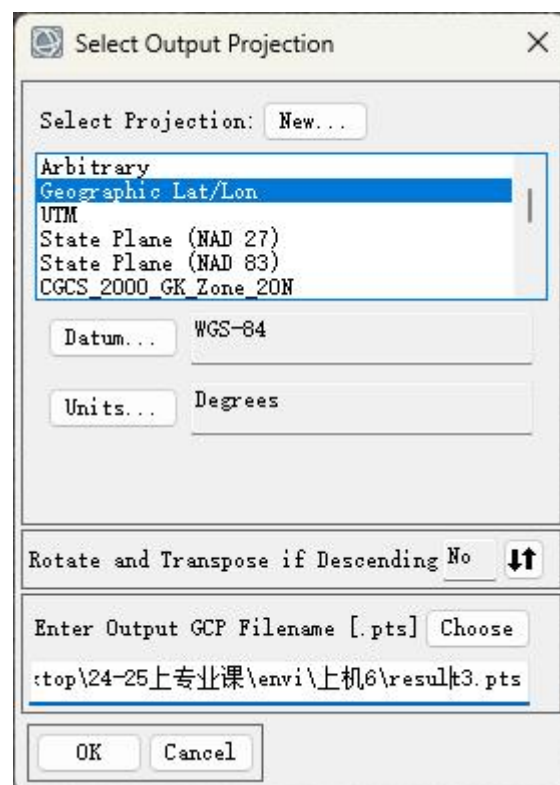 Select Output Projection
Select Projection: New...
Arbitrary
Geographic Lat/Lon
UTM
State Plane (NAD 27)
State Plane (NAD 83)
CGCS_2000_GK_Zone_20N
Datum... WGS-84
Units... Degrees
Rotate and Transpose if Descending No
Enter Output GCP Filename [.pts] Choose
:top\24-25上专业课\envi\上机6\result3.pts
OK Cancel